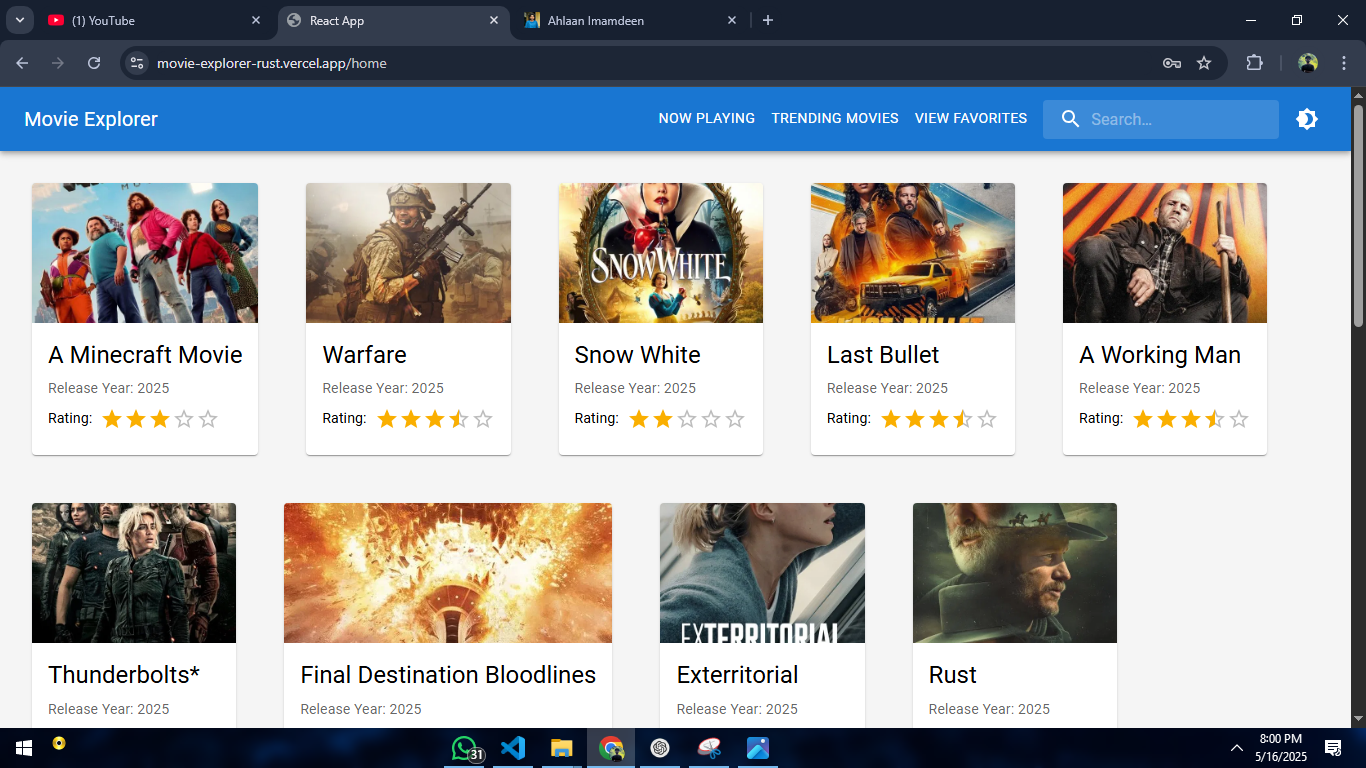 (1) YouTube
React App
Ahlaan Imamdeen
movie-explorer-rust.vercel.app/home
Movie Explorer
NOW PLAYING
TRENDING MOVIES
VIEW FAVORITES
Search...
SNOW WHITE
A Minecraft Movie
Warfare
Snow White
Last Bullet
A Working Man
Release Year: 2025
Release Year: 2025
Release Year: 2025
Release Year: 2025
Release Year: 2025
Rating:
Rating:
Rating:
Rating:
Rating:
EXTERRITORIAL
Thunderbolts*
Final Destination Bloodlines
Exterritorial
Rust
Release Year: 2025
Release Year: 2025
Release Year: 2025
Release Year: 2025
31
8:00 PM
5/16/2025